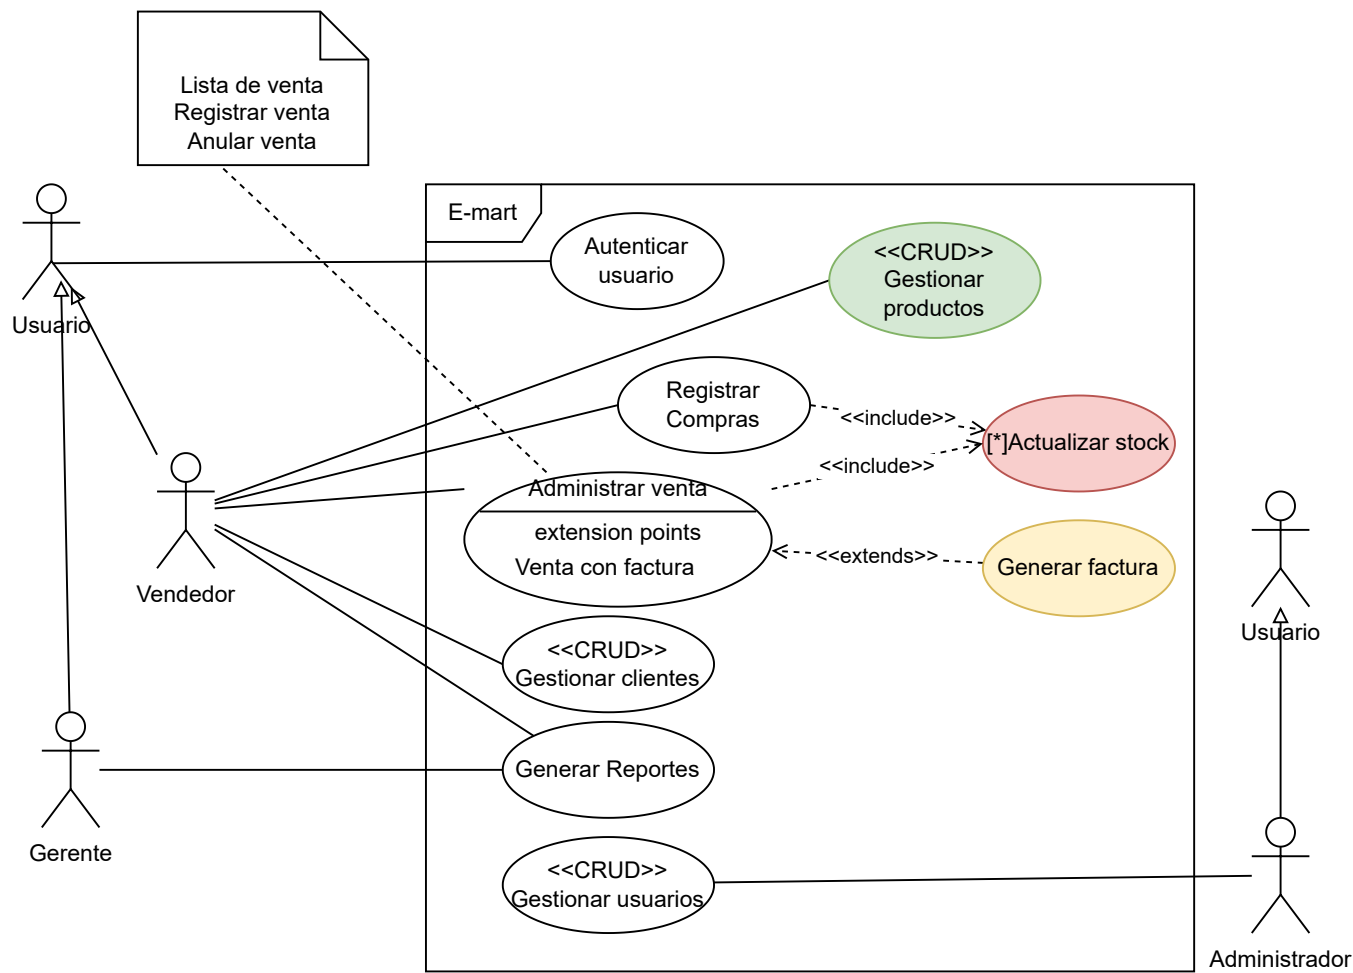 Lista de venta
Registrar venta
Anular venta
E-mart
Usuario
Autenticar
usuario
<<CRUD>>
Gestionar
productos
Registrar
Compras
<<include>>
[*]Actualizar stock
<<include>>
Administrar venta
extension points
Venta con factura
<<extends>>
Generar factura
Vendedor
Usuario
<<CRUD>>
Gestionar clientes
Generar Reportes
Gerente
<<CRUD>>
Gestionar usuarios
Administrador